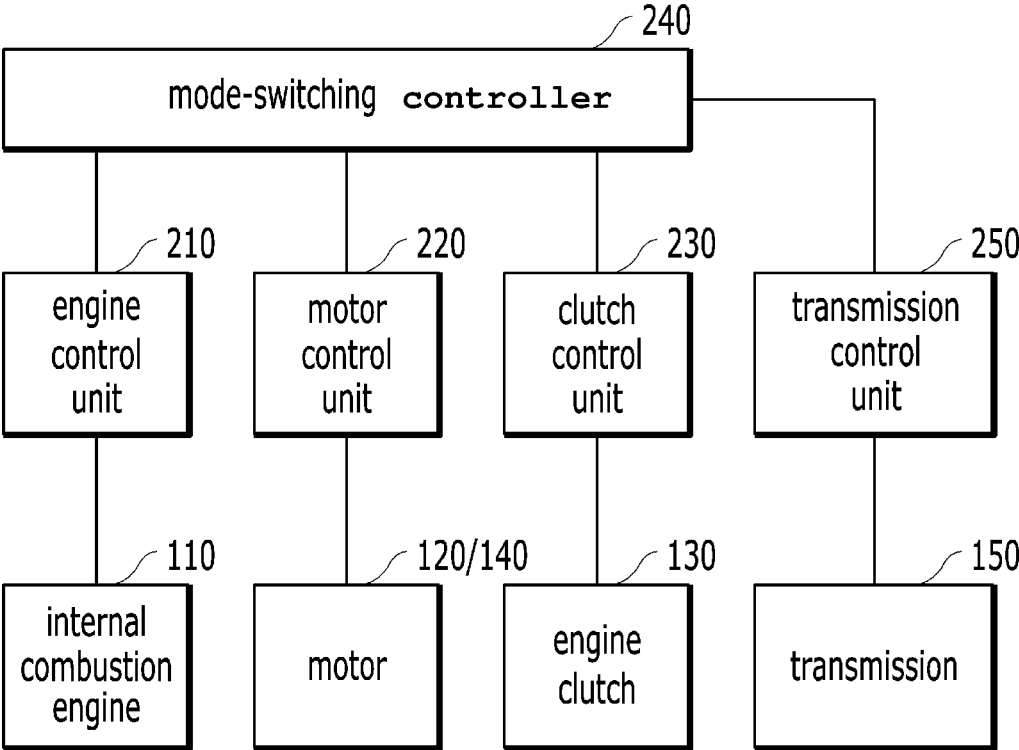 240
mode-switching controller
210
220
230
250
engine
control
unit
motor
control
unit
clutch
control
unit
transmission
control
unit
110
120/140
130
150
internal
combustion
engine
motor
engine
clutch
transmission